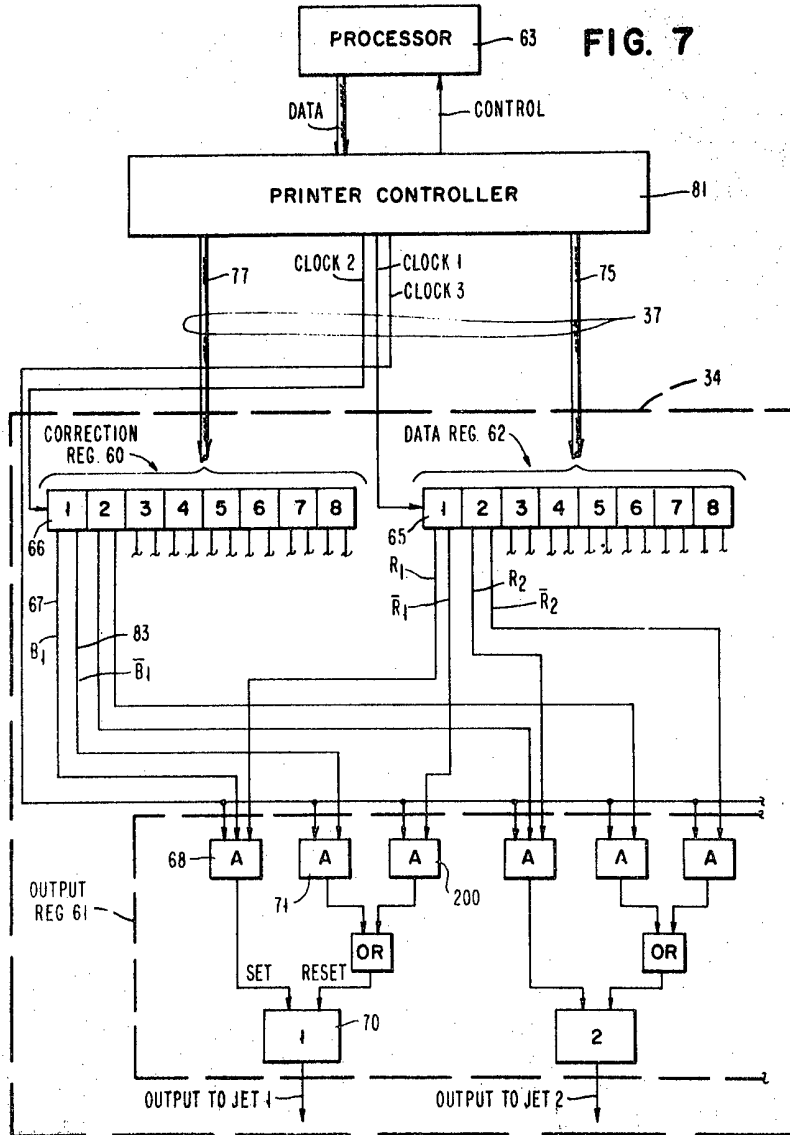 PROCESSOR
63
FIG. 7
DATA
CONTROL
PRINTER CONTROLLER
81
77
CLOCK 2
CLOCK 1
CLOCK 3
75
37
34
CORRECTION
REG. 60
DATA REG. 62
1 2 3 4 5 6 7 8
1 2 3 4 5 6 7 8
66
65
67
83
B1
B̅1
R1
R̅1
R2
R̅2
68
A
A
A
A
A
A
71
200
OUTPUT
REG 61
OR
OR
SET
RESET
1
70
2
OUTPUT TO JET 1
OUTPUT TO JET 2